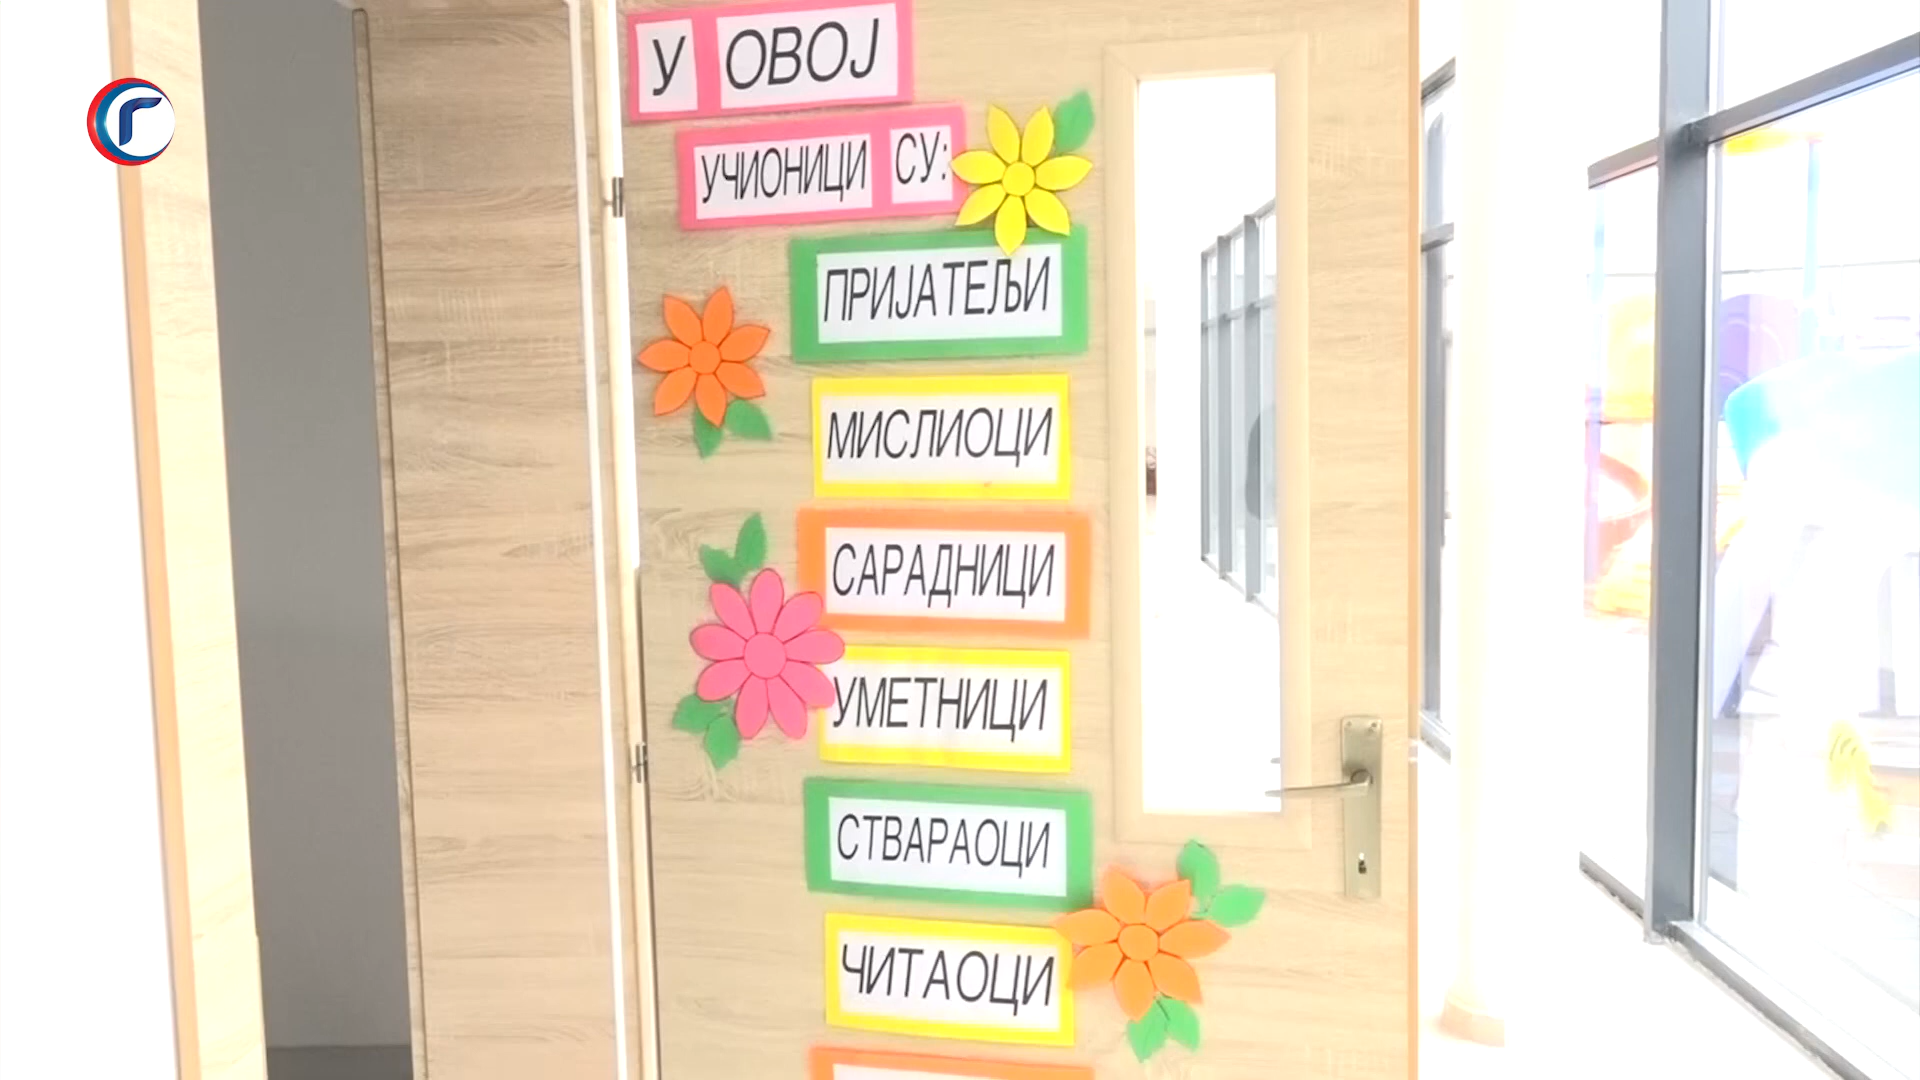 У ОВОЈ
УЧИОНИЦИ СУ:
ПРИЈАТЕЉИ
МИСЛИОЦИ
САРАДНИЦИ
УМЕТНИЦИ
СТВАРАОЦИ
ЧИТАОЦИ